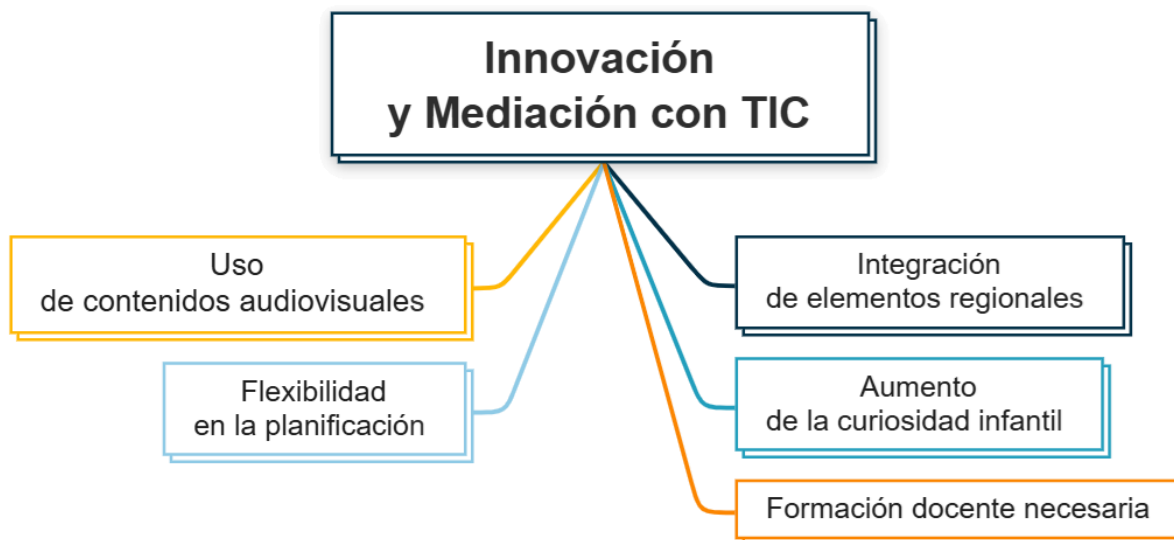 Innovación
y Mediación con TIC
Uso
de contenidos audiovisuales
Flexibilidad
en la planificación
Integración
de elementos regionales
Aumento
de la curiosidad infantil
Formación docente necesaria